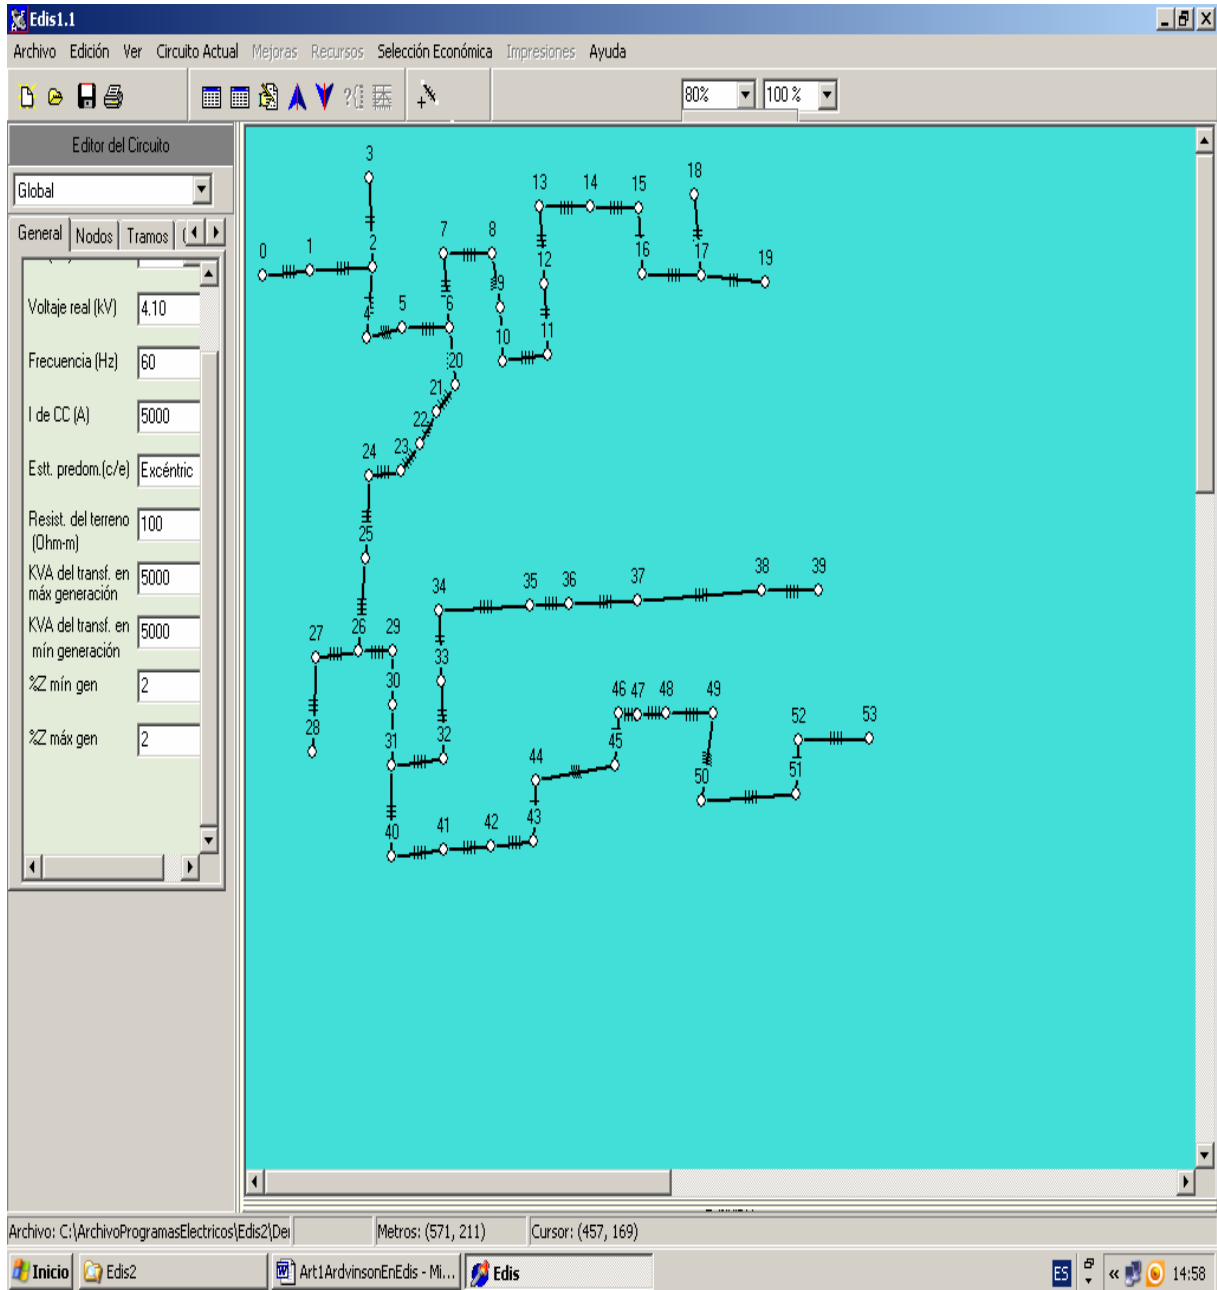 Edis1.1
Archivo Edición Ver Circuito Actual Mejoras Recursos Selección Económica Impresiones Ayuda
80% 100 %
Editor del Circuito
Global
General Nodos Tramos
Voltaje real (kV) 4.10
Frecuencia (Hz) 60
I de CC (A) 5000
Estt. predom.(c/e) Excéntric
Resist. del terreno 100
(Ohm-m)
KVA del transf. en 5000
máx generación
KVA del transf. en 5000
mín generación
%Z mín gen 2
%Z máx gen 2
3
13 14 15 18
0 1 2 7 8
12 16 17 19
9
4 5 6
10 11
20
21
22
24 23
25
34 35 36 37 38 39
27 26 29
33
30
28
31 32
46 47 48 49
52 53
44 45
50 51
40 41 42 43
Archivo: C:\ArchivoProgramasElectricos\Edis2\De Metros: (571, 211) Cursor: (457, 169)
Inicio Edis2 Art1ArdvinsonEnEdis - Mi... Edis ES « 14:58